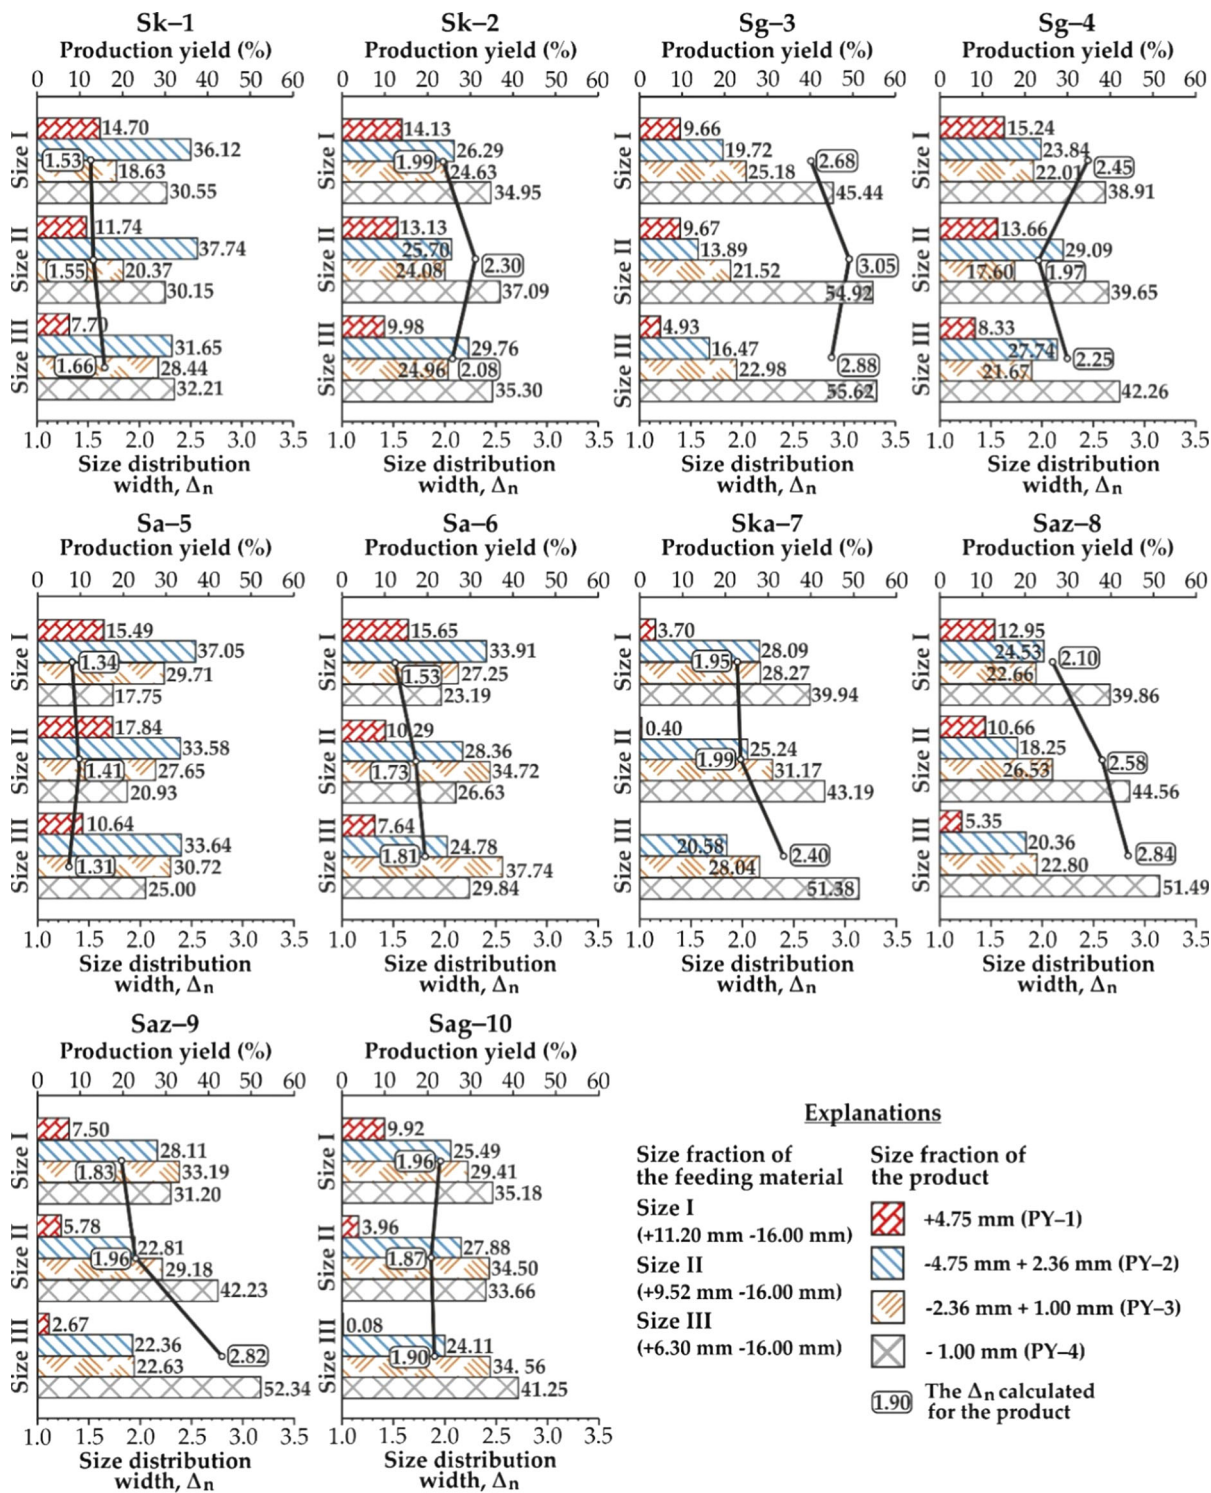 Sk–1
Production yield (%)
0 10 20 30 40 50 60
Size I
14.70
36.12
1.53
18.63
30.55
Size II
11.74
37.74
1.55
20.37
30.15
Size III
7.70
31.65
1.66
28.44
32.21
1.0 1.5 2.0 2.5 3.0 3.5
Size distribution
width, Δn
Sk–2
Production yield (%)
0 10 20 30 40 50 60
Size I
14.13
26.29
1.99
24.63
34.95
Size II
13.13
25.70
2.30
24.08
37.09
Size III
9.98
29.76
24.96
2.08
35.30
1.0 1.5 2.0 2.5 3.0 3.5
Size distribution
width, Δn
Sg–3
Production yield (%)
0 10 20 30 40 50 60
Size I
9.66
19.72
2.68
25.18
45.44
Size II
9.67
13.89
3.05
21.52
54.92
Size III
4.93
16.47
2.88
22.98
55.62
1.0 1.5 2.0 2.5 3.0 3.5
Size distribution
width, Δn
Sg–4
Production yield (%)
0 10 20 30 40 50 60
Size I
15.24
23.84
2.45
22.01
38.91
Size II
13.66
29.09
17.60
1.97
39.65
Size III
8.33
27.74
2.25
21.67
42.26
1.0 1.5 2.0 2.5 3.0 3.5
Size distribution
width, Δn
Sa–5
Production yield (%)
0 10 20 30 40 50 60
Size I
15.49
37.05
1.34
29.71
17.75
Size II
17.84
33.58
1.41
27.65
20.93
Size III
10.64
33.64
1.31
30.72
25.00
1.0 1.5 2.0 2.5 3.0 3.5
Size distribution
width, Δn
Sa–6
Production yield (%)
0 10 20 30 40 50 60
Size I
15.65
33.91
1.53
27.25
23.19
Size II
10.29
28.36
1.73
34.72
26.63
Size III
7.64
24.78
1.81
37.74
29.84
1.0 1.5 2.0 2.5 3.0 3.5
Size distribution
width, Δn
Ska–7
Production yield (%)
0 10 20 30 40 50 60
Size I
3.70
28.09
1.95
28.27
39.94
Size II
0.40
25.24
1.99
31.17
43.19
Size III
20.58
2.40
28.04
51.38
1.0 1.5 2.0 2.5 3.0 3.5
Size distribution
width, Δn
Saz–8
Production yield (%)
0 10 20 30 40 50 60
Size I
12.95
24.53
2.10
22.66
39.86
Size II
10.66
18.25
2.58
26.53
44.56
Size III
5.35
20.36
2.84
22.80
51.49
1.0 1.5 2.0 2.5 3.0 3.5
Size distribution
width, Δn
Saz–9
Production yield (%)
0 10 20 30 40 50 60
Size I
7.50
28.11
1.83
33.19
31.20
Size II
5.78
22.81
1.96
29.18
42.23
Size III
2.67
22.36
2.82
22.63
52.34
1.0 1.5 2.0 2.5 3.0 3.5
Size distribution
width, Δn
Sag–10
Production yield (%)
0 10 20 30 40 50 60
Size I
9.92
25.49
1.96
29.41
35.18
Size II
3.96
27.88
1.87
34.50
33.66
Size III
0.08
24.11
1.90
34.56
41.25
1.0 1.5 2.0 2.5 3.0 3.5
Size distribution
width, Δn
Explanations
Size fraction of
the feeding material
Size I
(+11.20 mm -16.00 mm)
Size II
(+9.52 mm -16.00 mm)
Size III
(+6.30 mm -16.00 mm)
Size fraction of
the product
+4.75 mm (PY–1)
-4.75 mm + 2.36 mm (PY–2)
-2.36 mm + 1.00 mm (PY–3)
- 1.00 mm (PY–4)
1.90
The Δn calculated
for the product